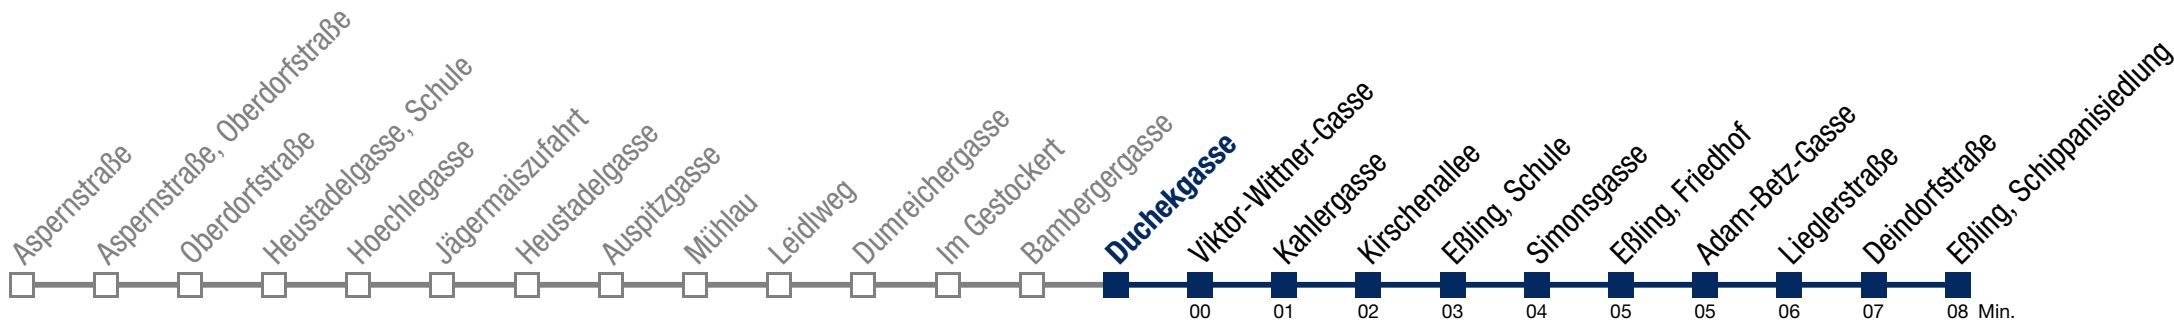 Aspernstraße
Aspernstraße, Oberdorfstraße
Oberdorfstraße
Heustadelgasse, Schule
Hoechlegasse
Jägermaiszufahrt
Heustadelgasse
Auspitzgasse
Mühlau
Leidlweg
Dumreichergasse
Im Gestockert
Bambergergasse
Duchekgasse
Viktor-Wittner-Gasse
Kahlergasse
Kirschenallee
Eßling, Schule
Simonsgasse
Eßling, Friedhof
Adam-Betz-Gasse
Lieglerstraße
Deindorfstraße
Eßling, Schippanisiedlung
00 01 02 03 04 05 05 06 07 08 Min.